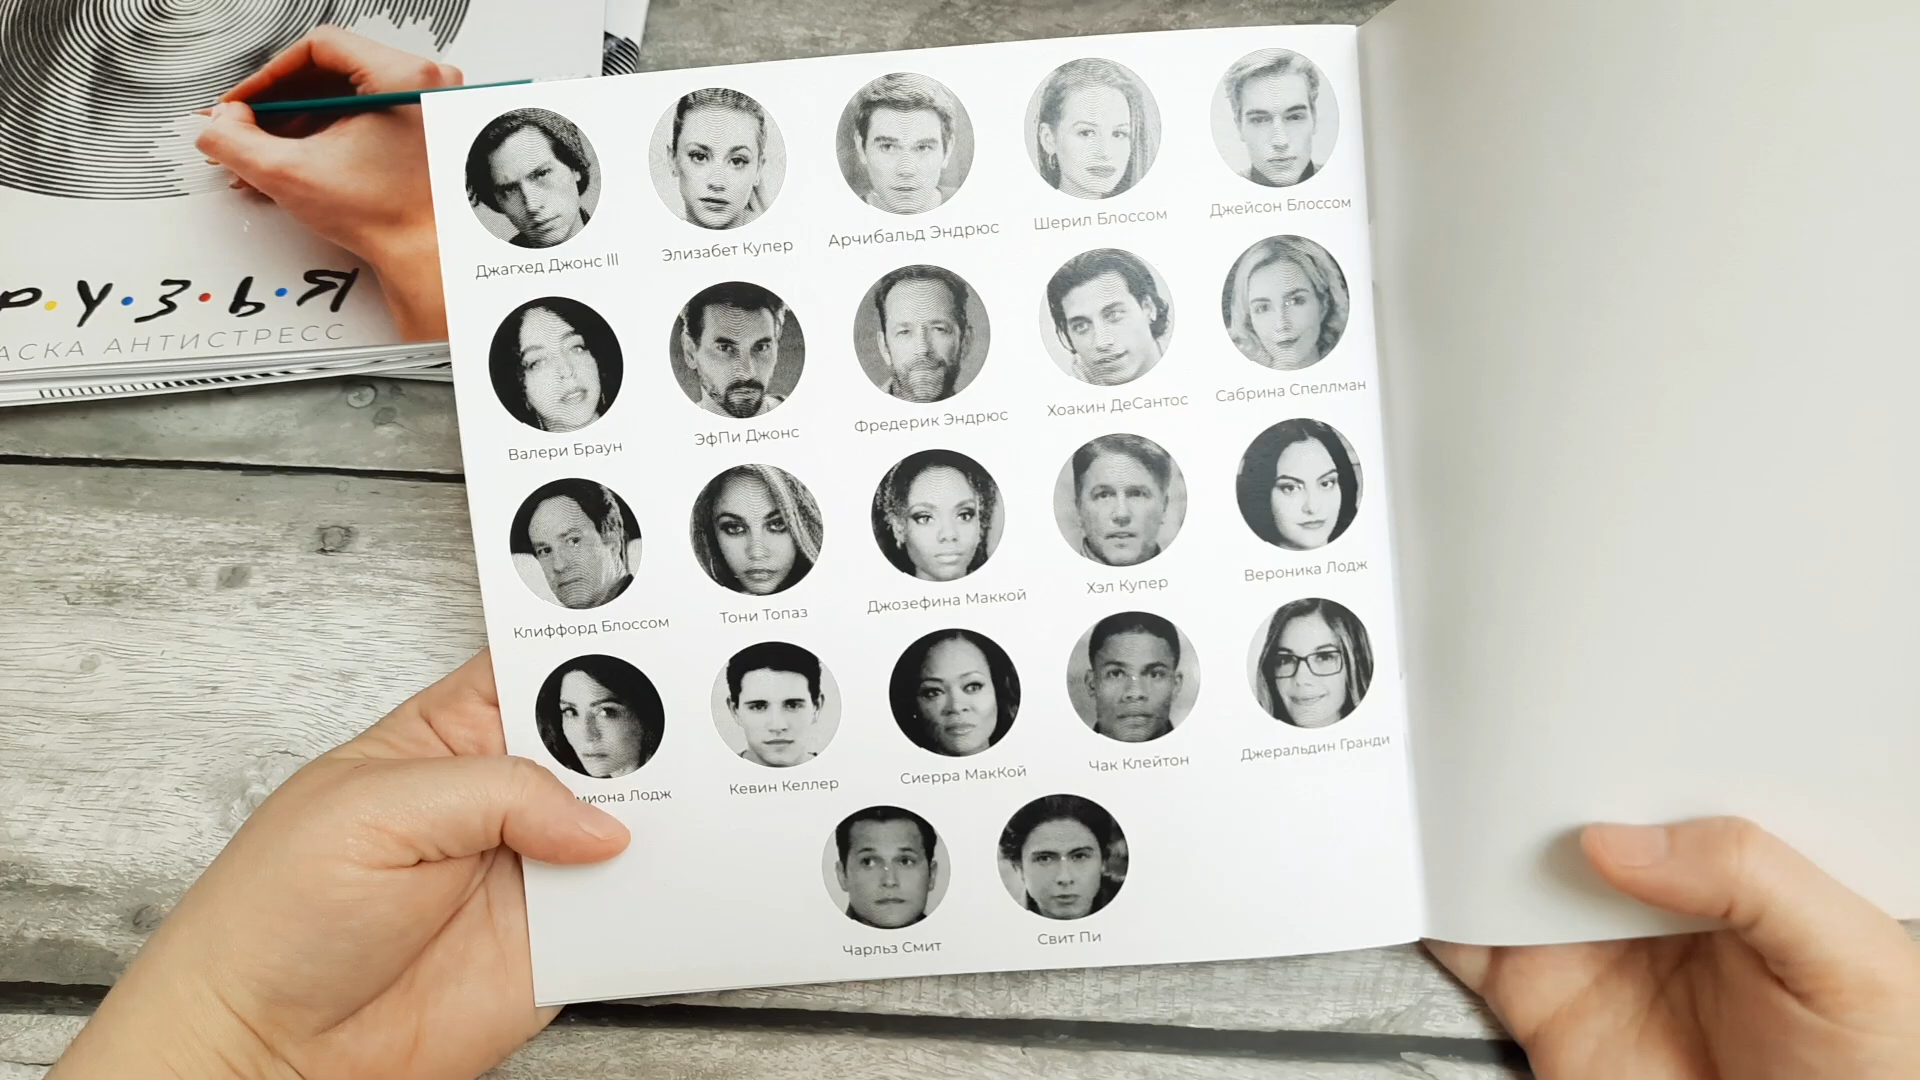 Р.У.З.Ь.Я
АСКА АНТИСТРЕСС
Джагхед Джонс III
Элизабет Купер
Арчибальд Эндрюс
Шерил Блоссом
Джейсон Блоссом
Валери Браун
ЭфПи Джонс
Фредерик Эндрюс
Хоакин ДеСантос
Сабрина Спеллман
Клиффорд Блоссом
Тони Топаз
Джозефина Маккой
Хэл Купер
Вероника Лодж
миона Лодж
Кевин Келлер
Сиерра МакКой
Чак Клейтон
Джеральдин Гранди
Чарльз Смит
Свит Пи